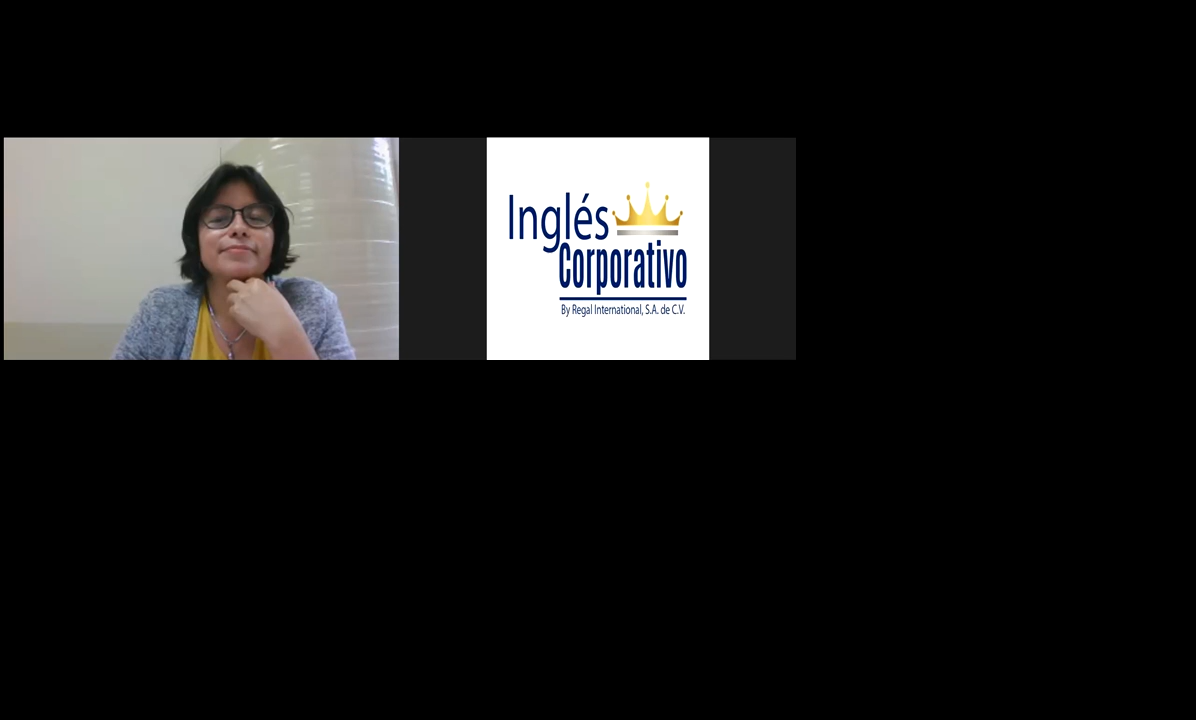 Inglés
Corporativo
By Regal International, S.A. de C.V.